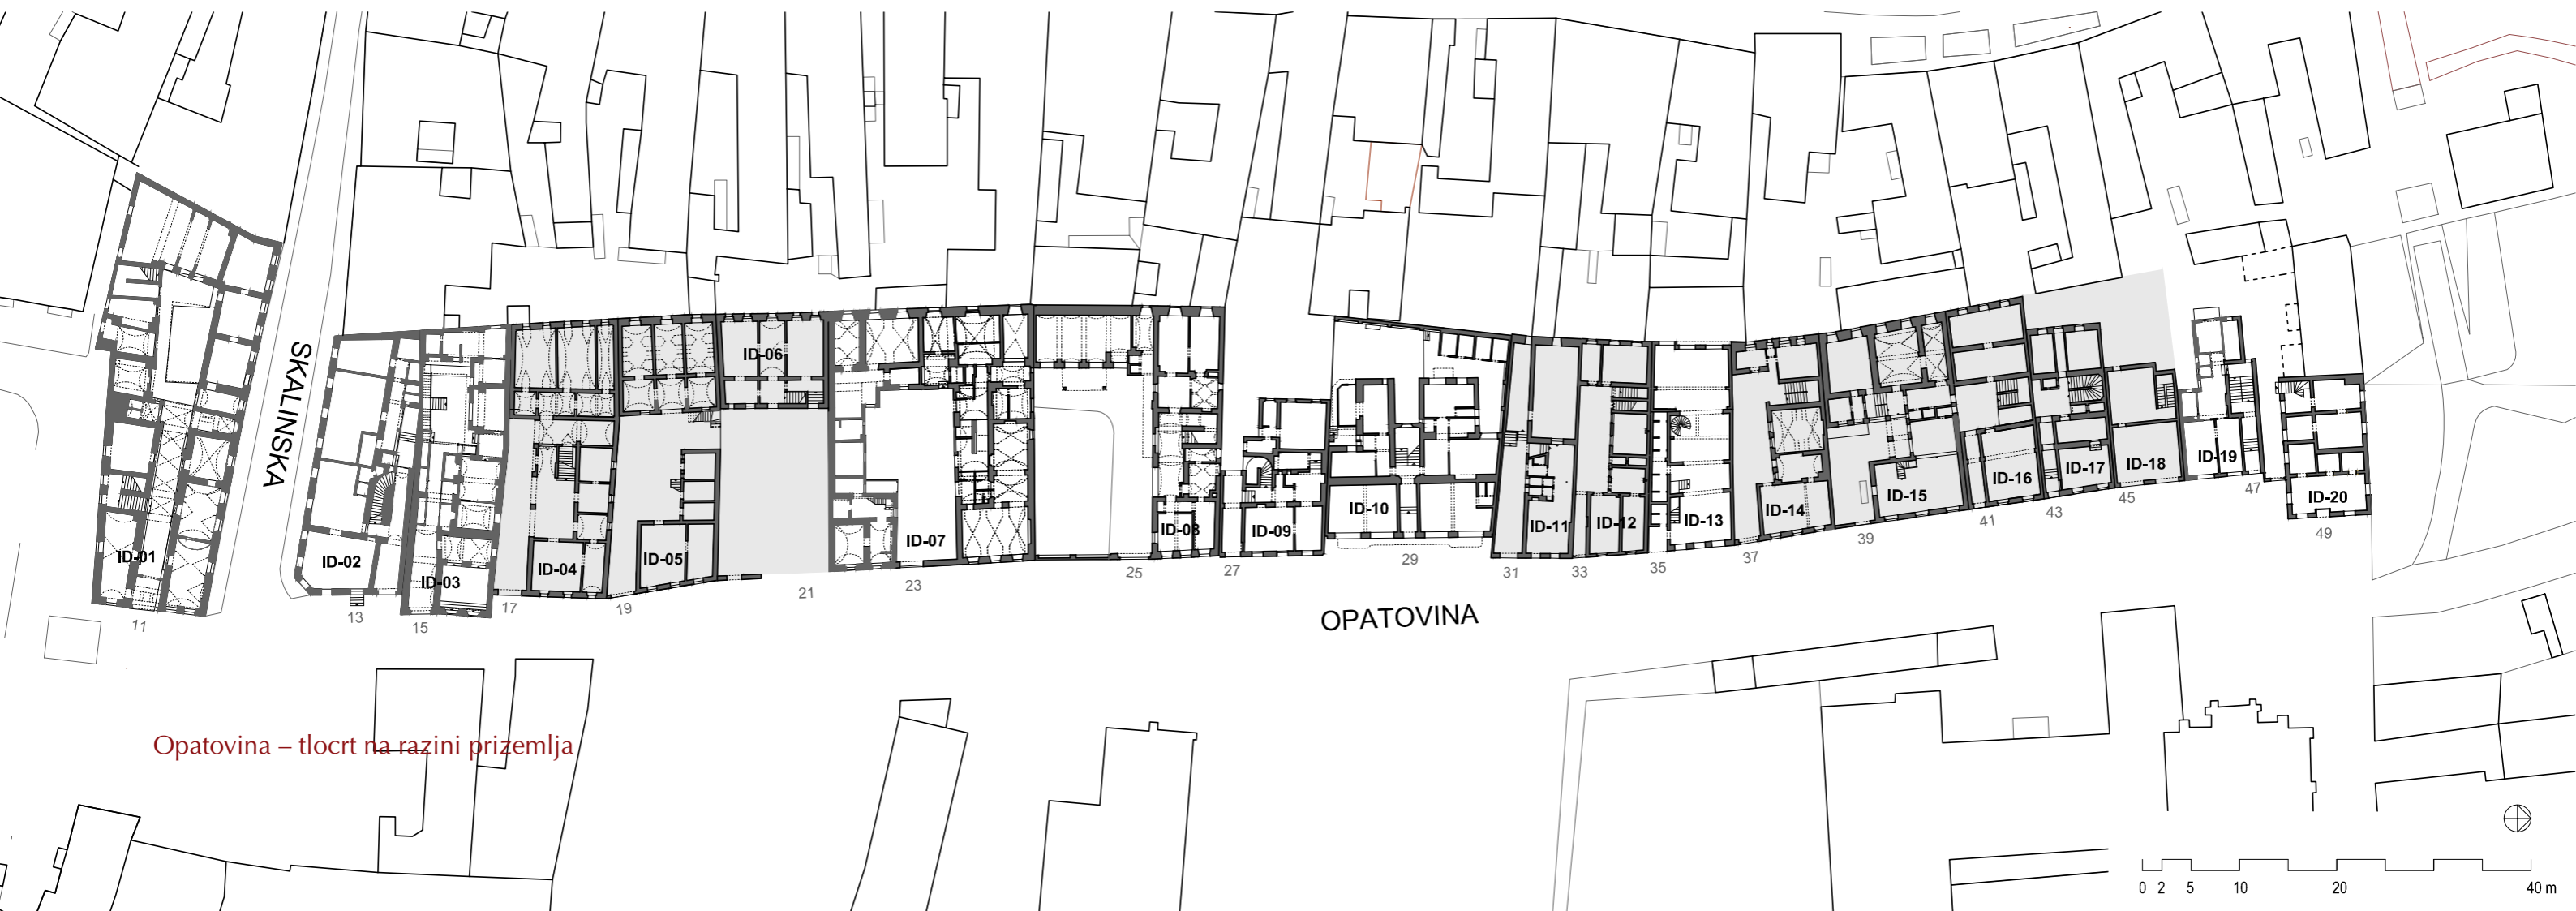 SKALINSKA
ID-01
ID-02
ID-03
ID-04
ID-05
ID-06
ID-07
ID-08
ID-09
ID-10
ID-11
ID-12
ID-13
ID-14
ID-15
ID-16
ID-17
ID-18
ID-19
ID-20
11
13
15
17
19
21
23
25
27
29
31
33
35
37
39
41
43
45
47
49
OPATOVINA
Opatovina – tlocrt na razini prizemlja
0 2 5 10 20 40 m